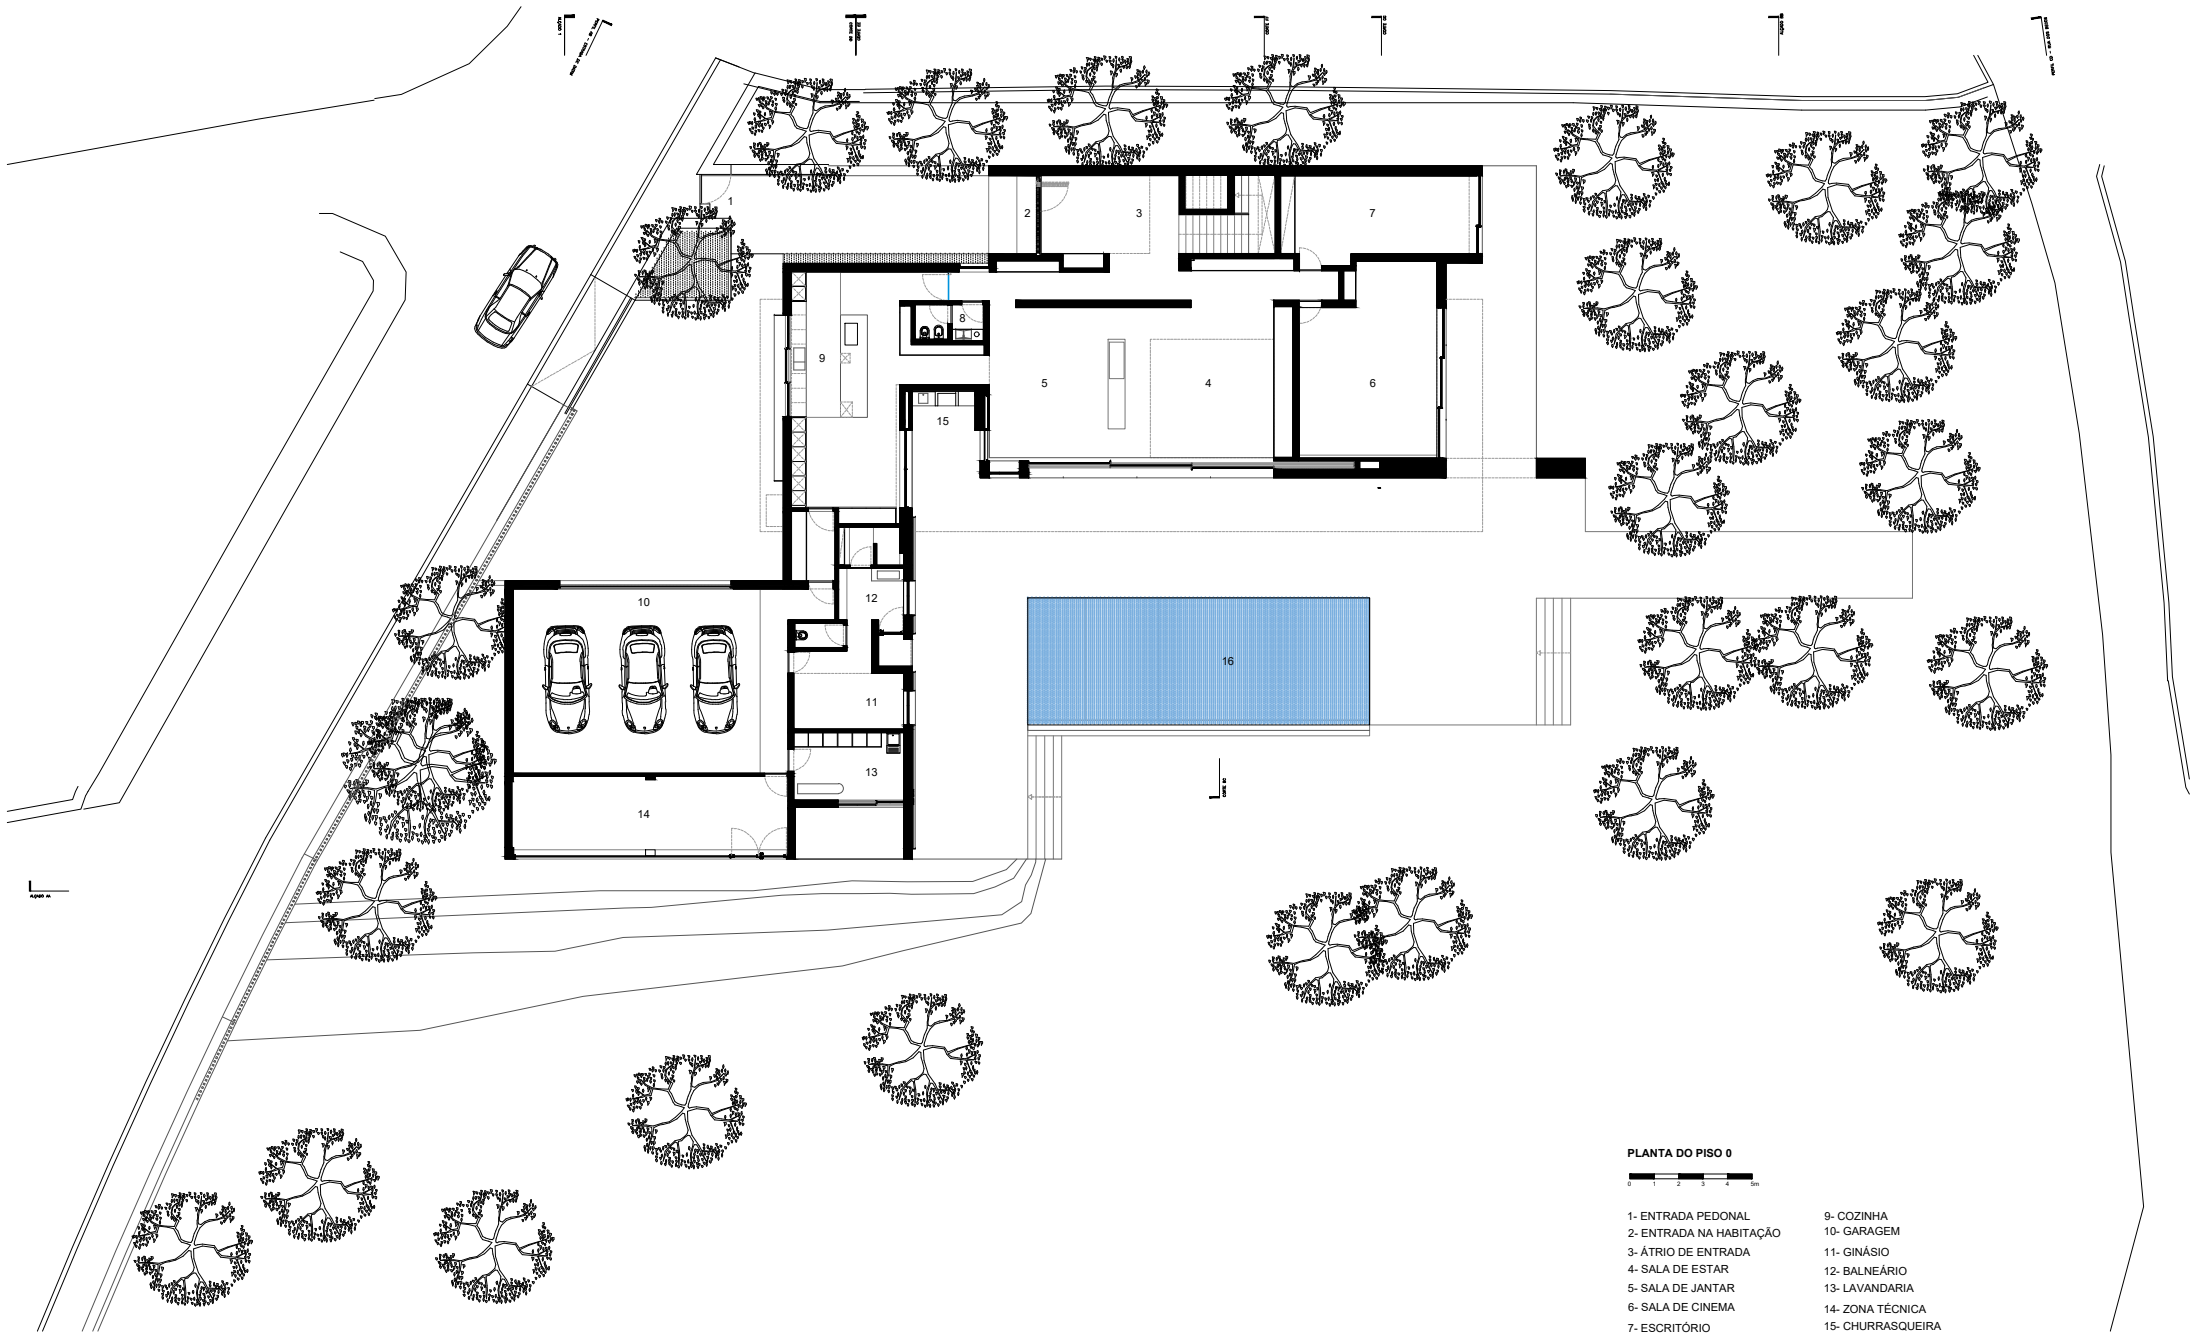 1
2
3
7
8
9
5
4
6
15
10
12
16
11
13
14
PLANTA DO PISO 0
0 1 2 3 4 5m
1- ENTRADA PEDONAL
2- ENTRADA NA HABITAÇÃO
3- ÁTRIO DE ENTRADA
4- SALA DE ESTAR
5- SALA DE JANTAR
6- SALA DE CINEMA
7- ESCRITÓRIO
9- COZINHA
10- GARAGEM
11- GINÁSIO
12- BALNEÁRIO
13- LAVANDARIA
14- ZONA TÉCNICA
15- CHURRASQUEIRA